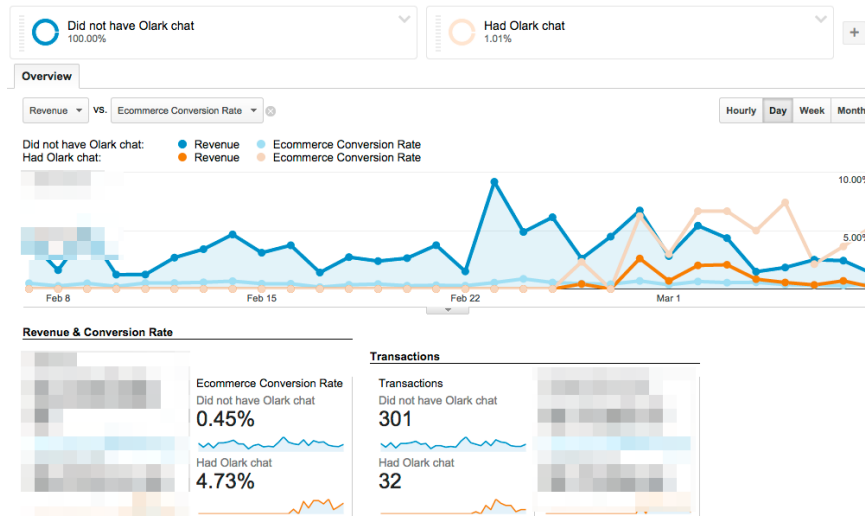 Did not have Olark chat
100.00%
Had Olark chat
1.01%
+
Overview
Revenue VS. Ecommerce Conversion Rate
Hourly Day Week Month
Did not have Olark chat: Revenue Ecommerce Conversion Rate
Had Olark chat: Revenue Ecommerce Conversion Rate
10.00%
5.00%
Feb 8 Feb 15 Feb 22 Mar 1
Revenue & Conversion Rate
Transactions
Ecommerce Conversion Rate
Did not have Olark chat
0.45%
Had Olark chat
4.73%
Transactions
Did not have Olark chat
301
Had Olark chat
32